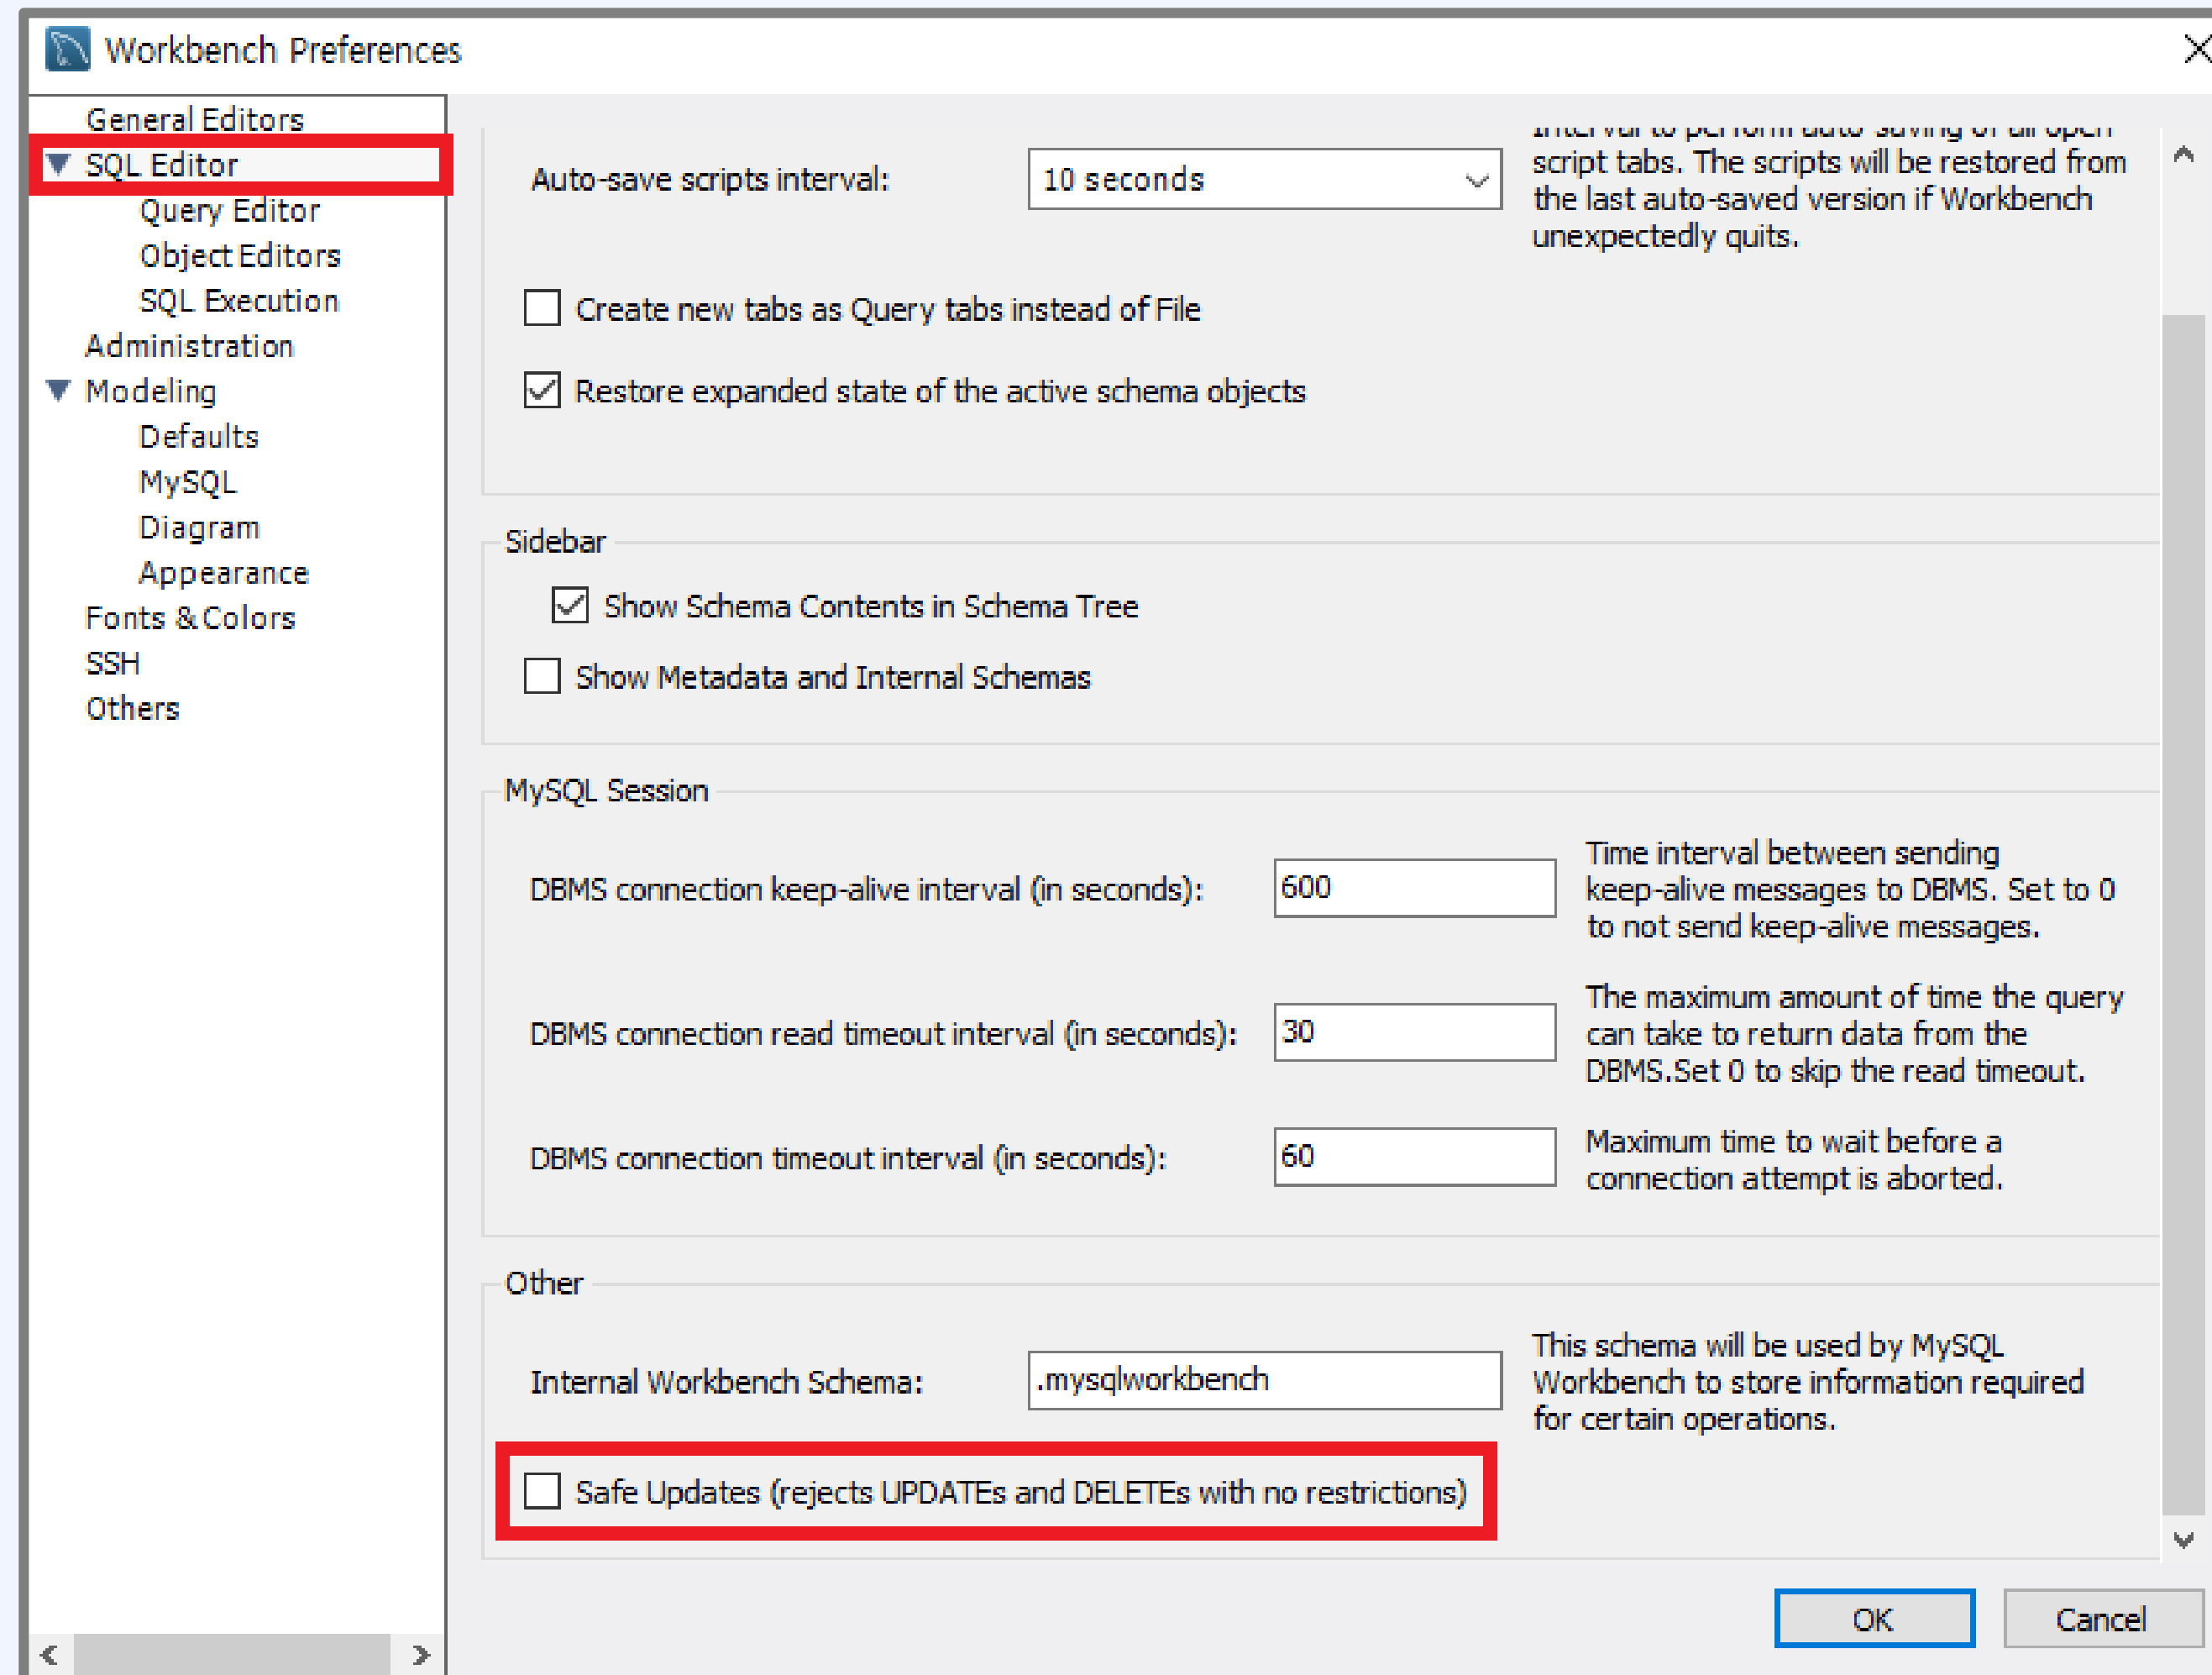 Workbench Preferences
General Editors
SQL Editor
Query Editor
Object Editors
SQL Execution
Administration
Modeling
Defaults
MySQL
Diagram
Appearance
Fonts & Colors
SSH
Others
Auto-save scripts interval:
10 seconds
Interval to perform auto saving of all open
script tabs. The scripts will be restored from
the last auto-saved version if Workbench
unexpectedly quits.
Create new tabs as Query tabs instead of File
Restore expanded state of the active schema objects
Sidebar
Show Schema Contents in Schema Tree
Show Metadata and Internal Schemas
MySQL Session
DBMS connection keep-alive interval (in seconds):
600
Time interval between sending
keep-alive messages to DBMS. Set to 0
to not send keep-alive messages.
DBMS connection read timeout interval (in seconds):
30
The maximum amount of time the query
can take to return data from the
DBMS.Set 0 to skip the read timeout.
DBMS connection timeout interval (in seconds):
60
Maximum time to wait before a
connection attempt is aborted.
Other
Internal Workbench Schema:
.mysqlworkbench
This schema will be used by MySQL
Workbench to store information required
for certain operations.
Safe Updates (rejects UPDATEs and DELETEs with no restrictions)
OK
Cancel